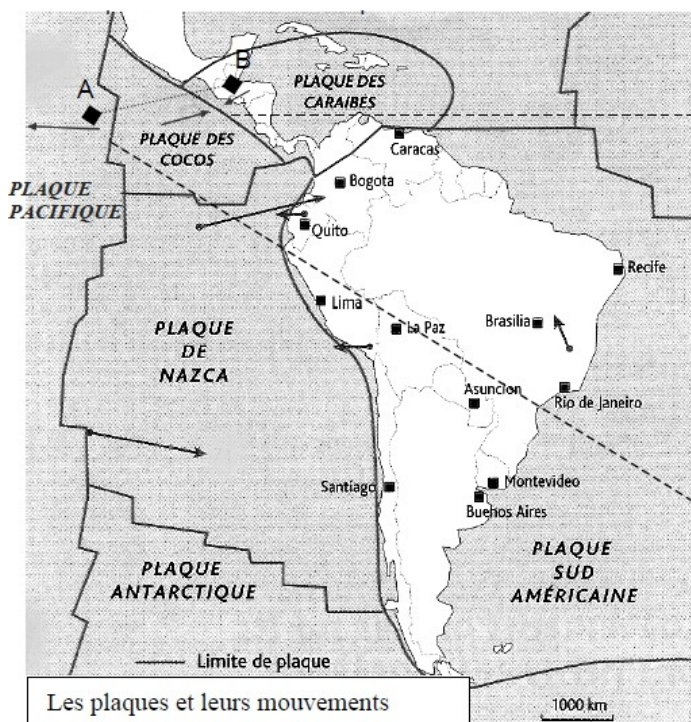 B
A
PLAQUE DES
CARAIBES
PLAQUE DES
COCOS
Caracas
PLAQUE
PACIFIQUE
Bogota
Quito
Recife
Lima
La Paz
Brasilia
PLAQUE
DE
NAZCA
Asuncion
Rio de Janeiro
Santiago
Montevideo
Buenos Aires
PLAQUE
ANTARCTIQUE
PLAQUE
SUD
AMÉRICAINE
Limite de plaque
Les plaques et leurs mouvements
1000 km